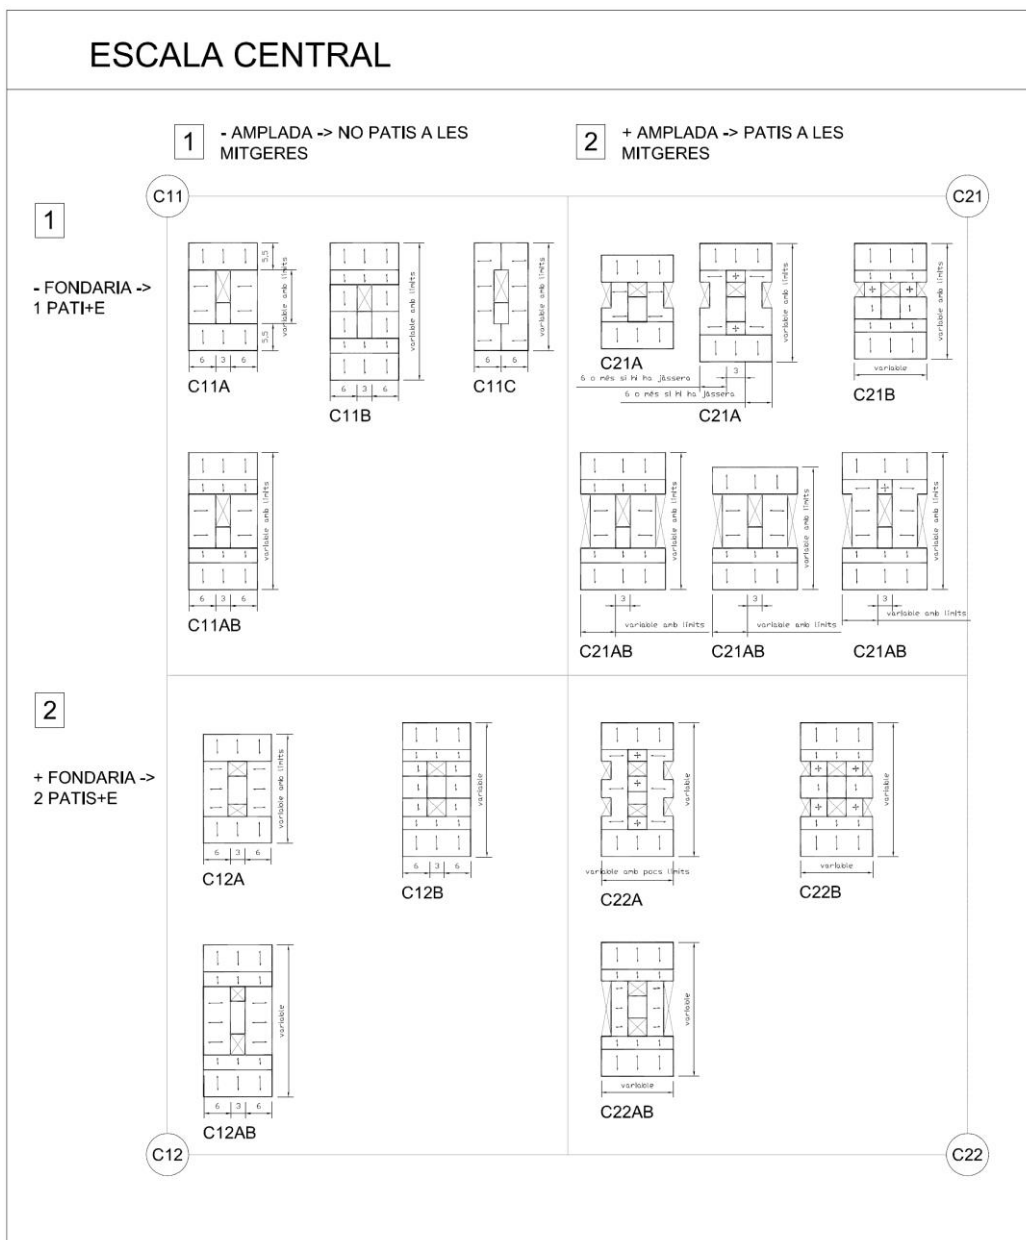 ESCALA CENTRAL
1
- AMPLADA -> NO PATIS A LES
MITGERES
2
+ AMPLADA -> PATIS A LES
MITGERES
C11
C21
1
- FONDARIA ->
1 PATI+E
5,5
variable amb límits
5,5
6 3 6
C11A
variable amb límits
6 3 6
C11B
variable amb límits
6 6
C11C
C21A
6 o més si hi ha jàssera
variable amb límits
3
6 o més si hi ha jàssera
C21A
variable amb límits
variable
C21B
variable amb límits
6 3 6
C11AB
variable amb límits
3
variable amb límits
C21AB
variable amb límits
3
variable amb límits
C21AB
variable amb límits
3
variable amb límits
C21AB
2
+ FONDARIA ->
2 PATIS+E
variable amb límits
6 3 6
C12A
variable
6 3 6
C12B
variable
variable amb pocs límits
C22A
variable
variable
C22B
variable
6 3 6
C12AB
variable
variable
C22AB
C12
C22